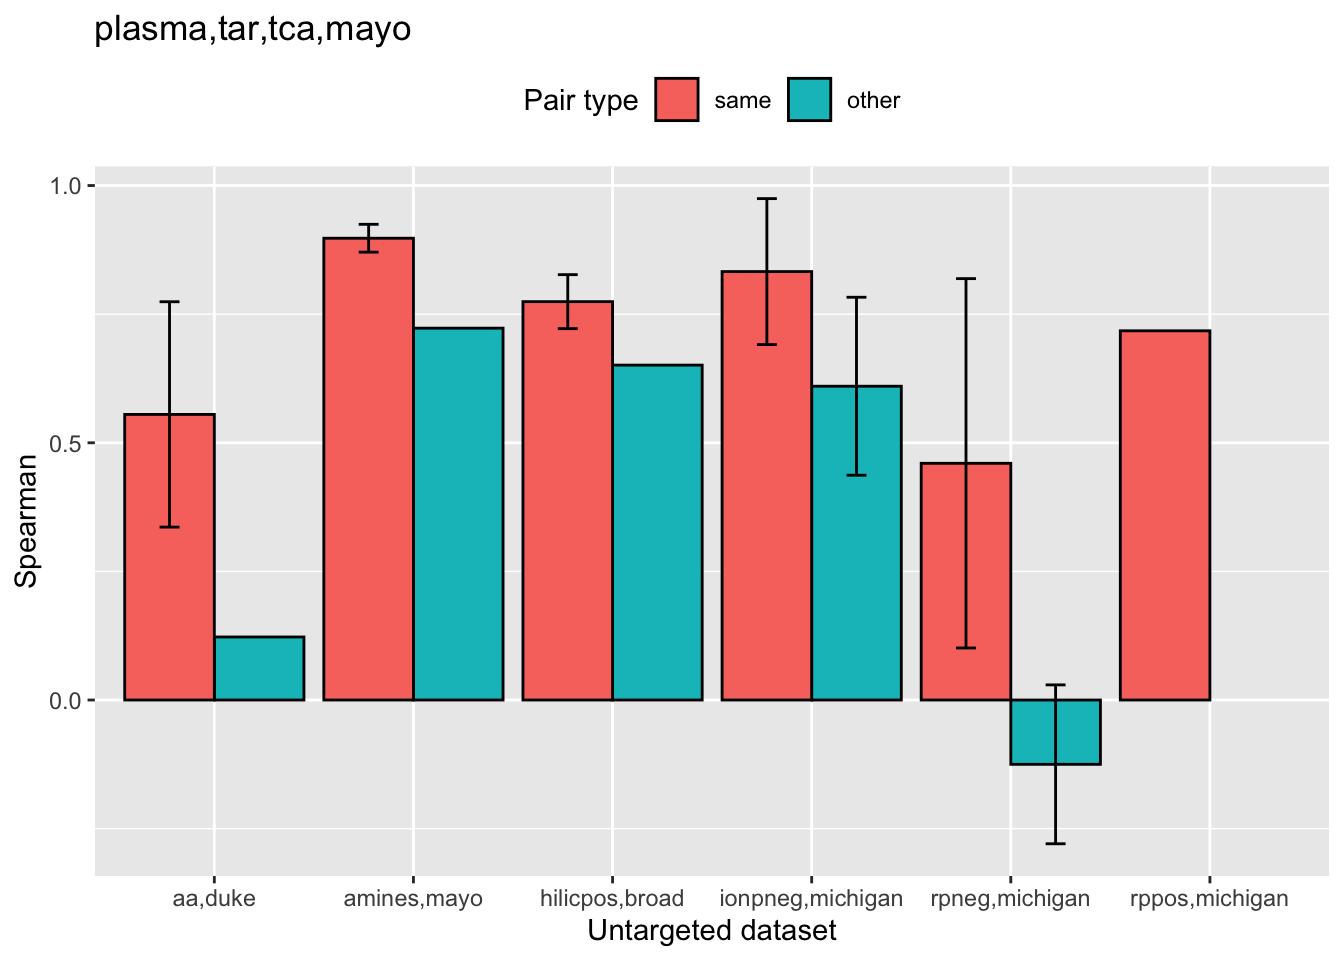 plasma,tar,tca,mayo
Pair type same other
1.0
0.5
0.0
Spearman
aa,duke amines,mayo hilicpos,broad ionpneg,michigan rpneg,michigan rppos,michigan
Untargeted dataset